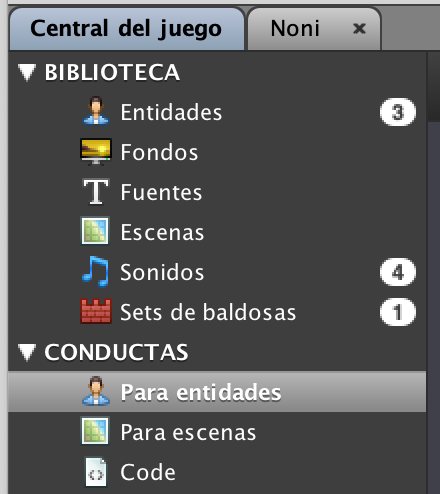 Central del juego
Noni ×
BIBLIOTECA
Entidades 3
Fondos
Fuentes
Escenas
Sonidos 4
Sets de baldosas 1
CONDUCTAS
Para entidades
Para escenas
Code